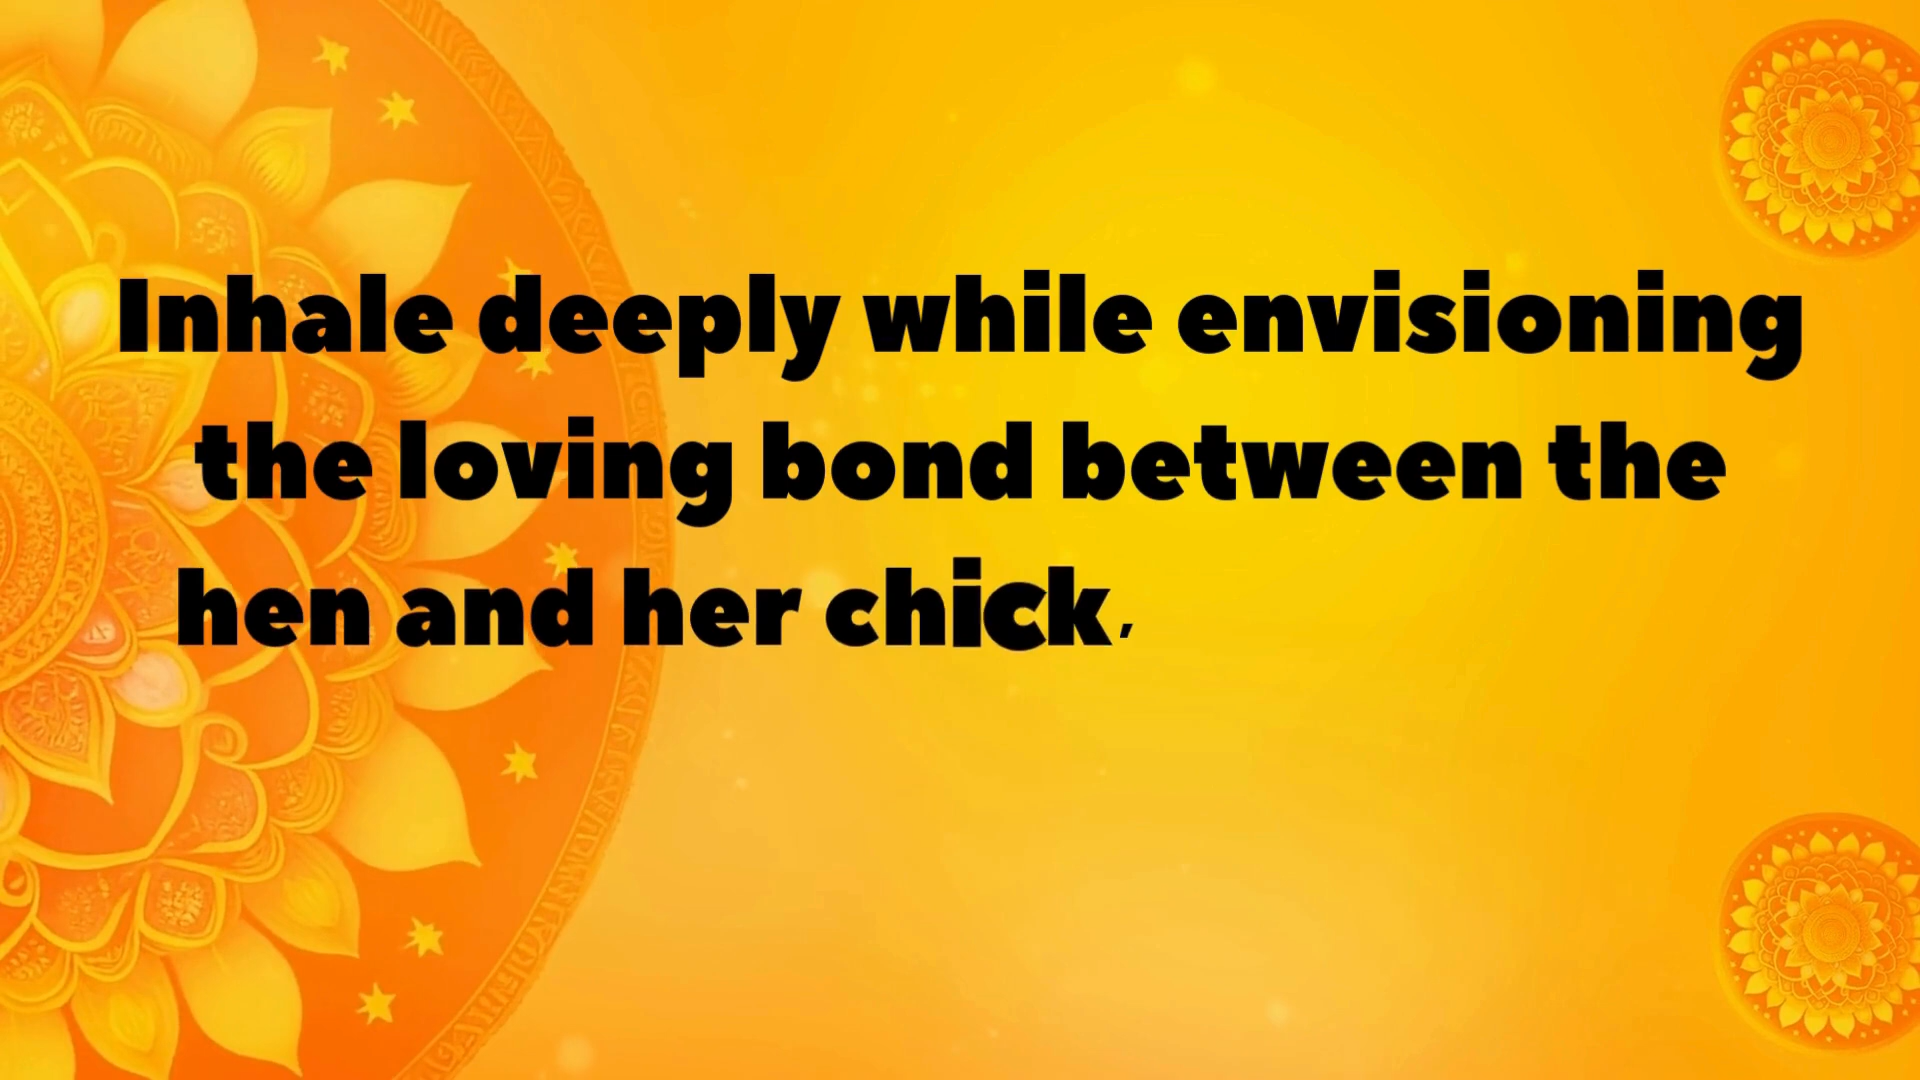 Inhale deeply while envisioning
the loving bond between the
hen and her chick,